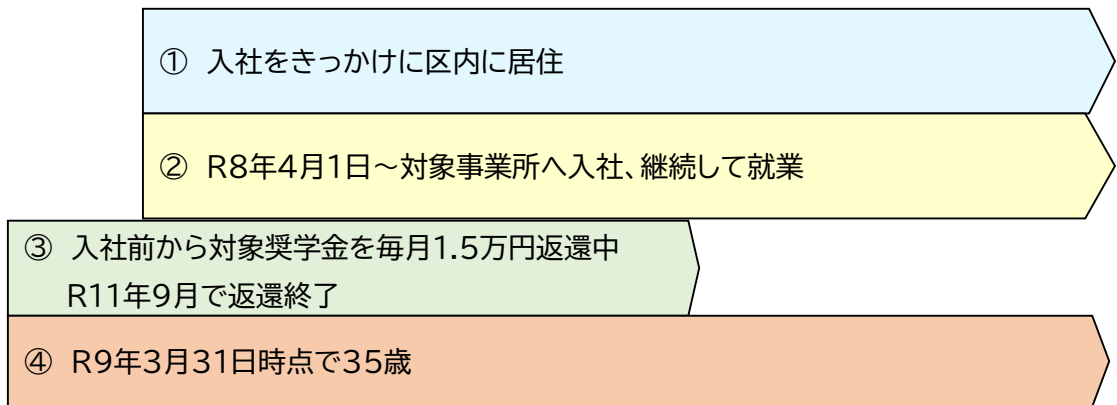 ① 入社をきっかけに区内に居住
② R8年4月1日～対象事業所へ入社、継続して就業
③ 入社前から対象奨学金を毎月1.5万円返還中
R11年9月で返還終了
④ R9年3月31日時点で35歳